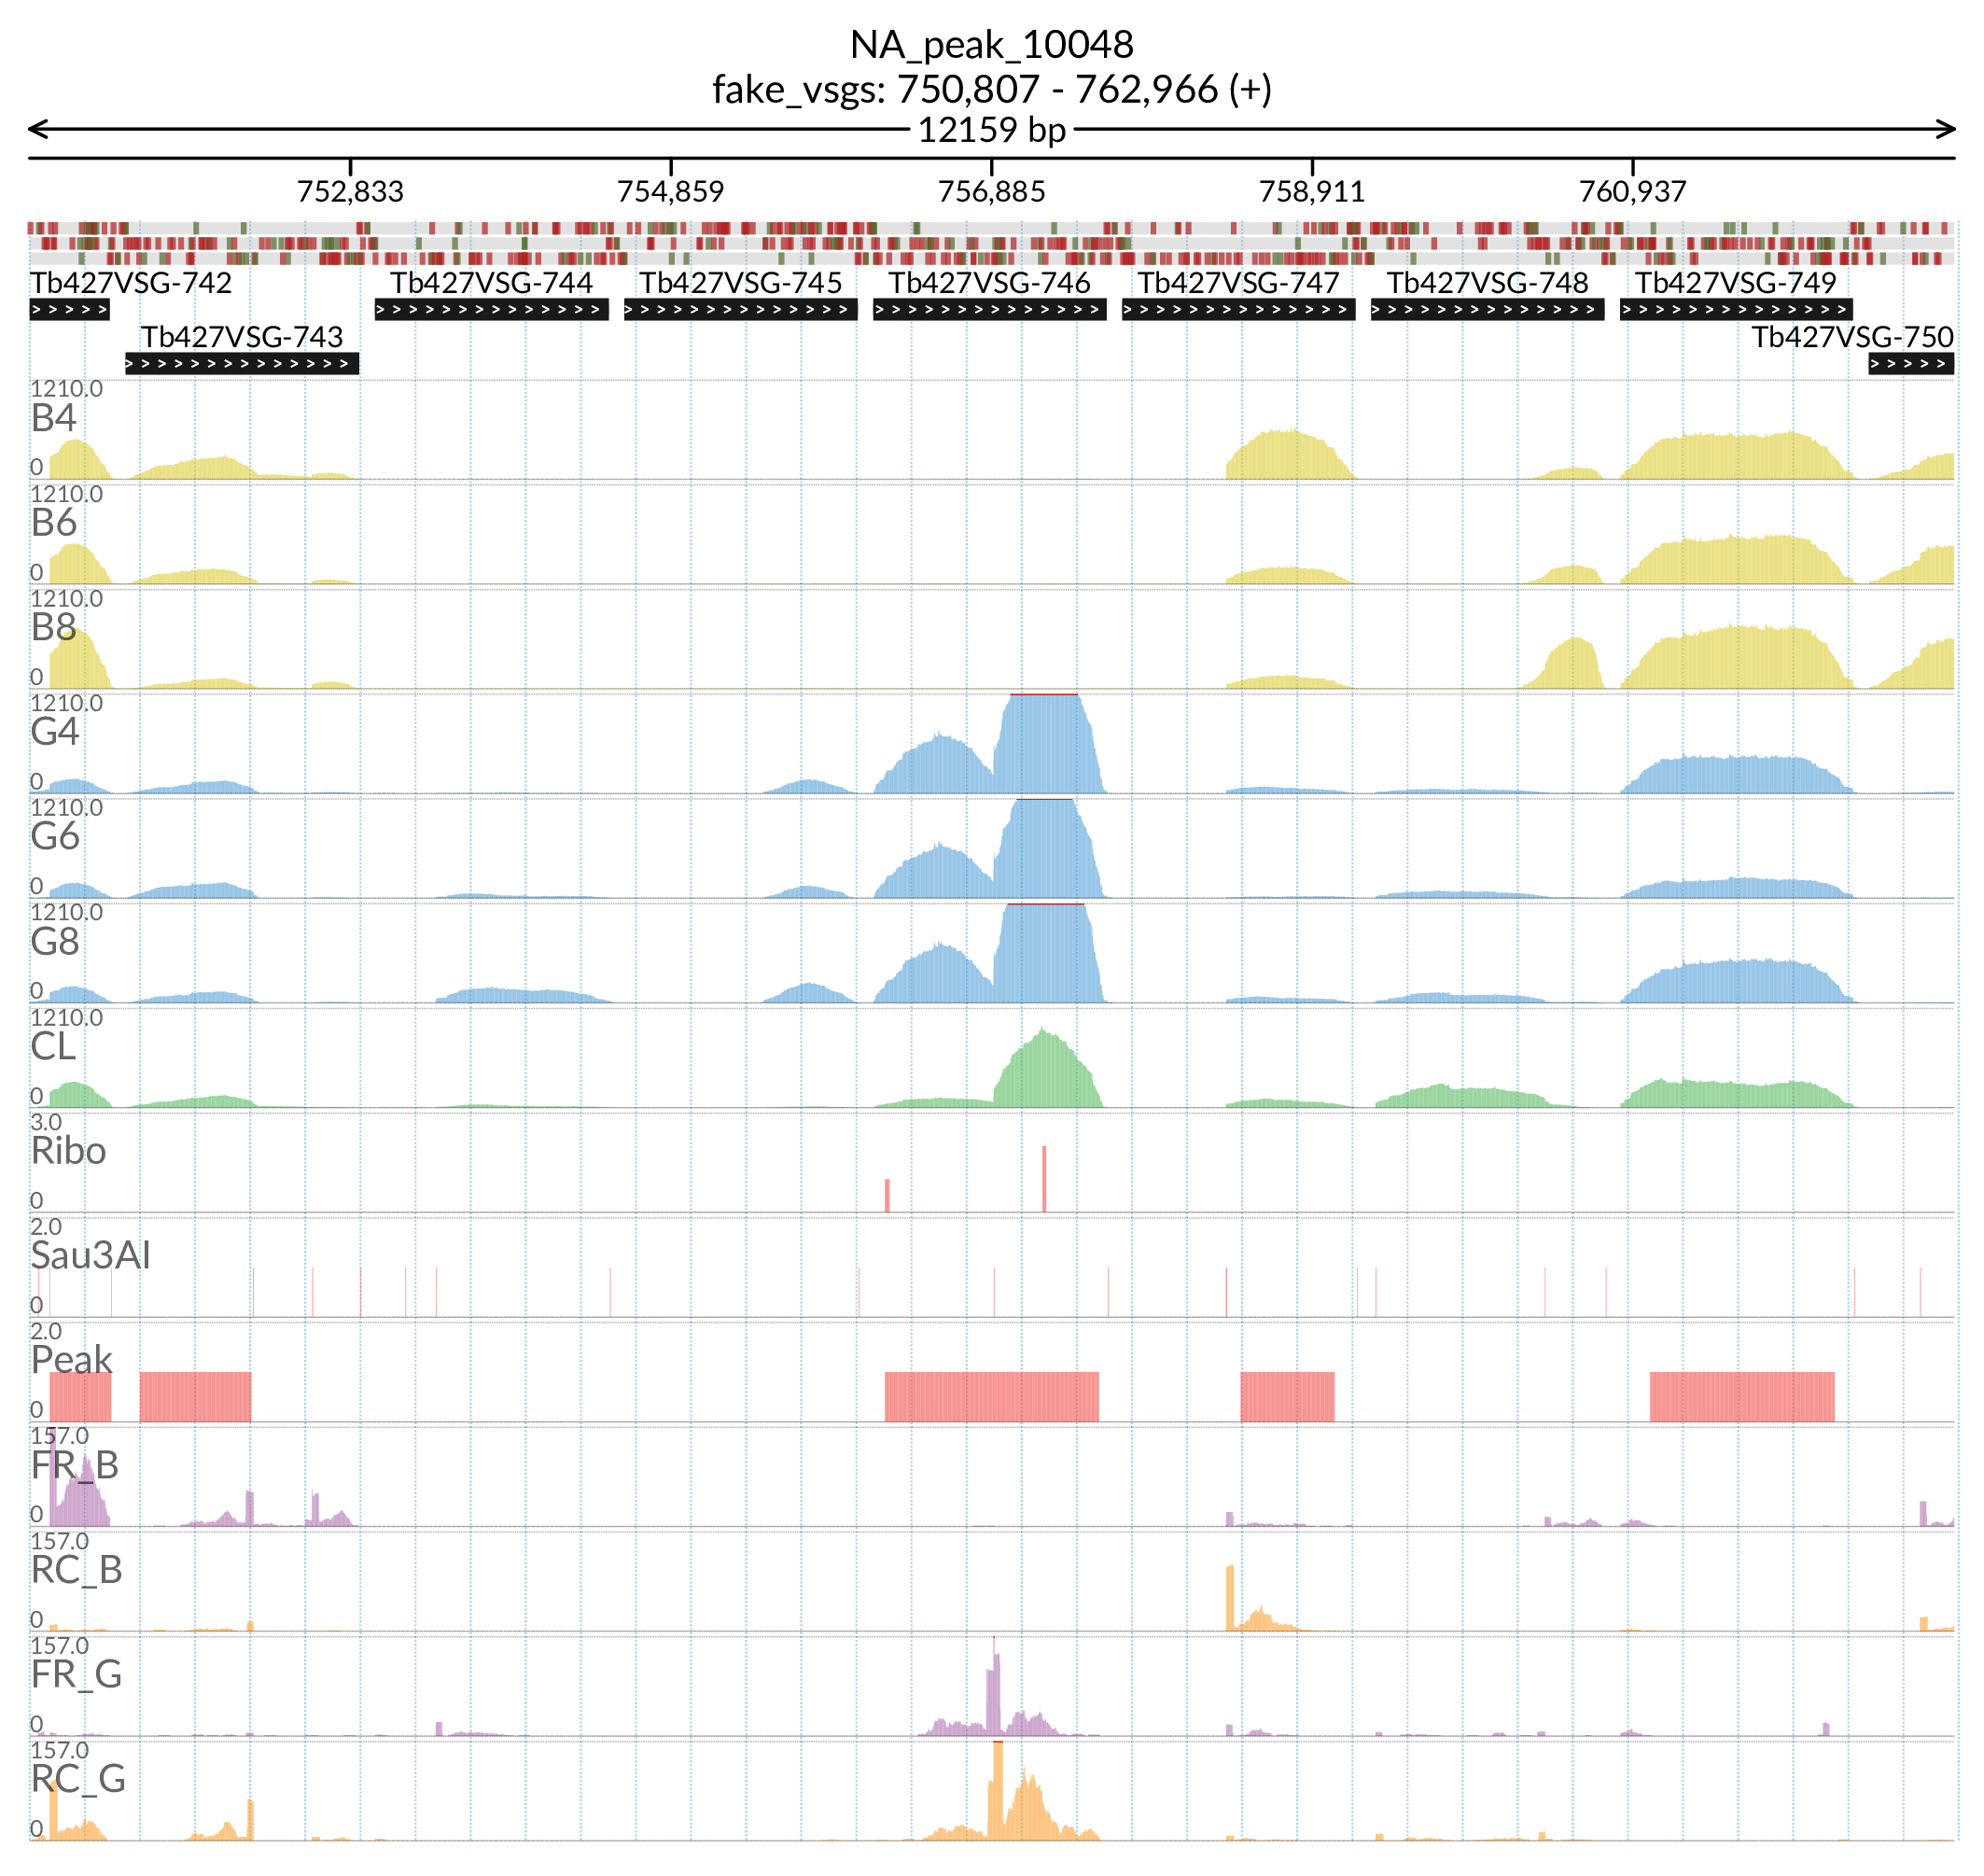 NA_peak_10048
fake_vsgs: 750,807 - 762,966 (+)
12159 bp
752,833 754,859 756,885 758,911 760,937
Tb427VSG-742 Tb427VSG-744 Tb427VSG-745 Tb427VSG-746 Tb427VSG-747 Tb427VSG-748 Tb427VSG-749
Tb427VSG-743 Tb427VSG-750
1210.0
B4
0
1210.0
B6
0
1210.0
B8
0
1210.0
G4
0
1210.0
G6
0
1210.0
G8
0
1210.0
CL
0
3.0
Ribo
0
2.0
Sau3AI
0
2.0
Peak
0
157.0
FR_B
0
157.0
RC_B
0
157.0
FR_G
0
157.0
RC_G
0